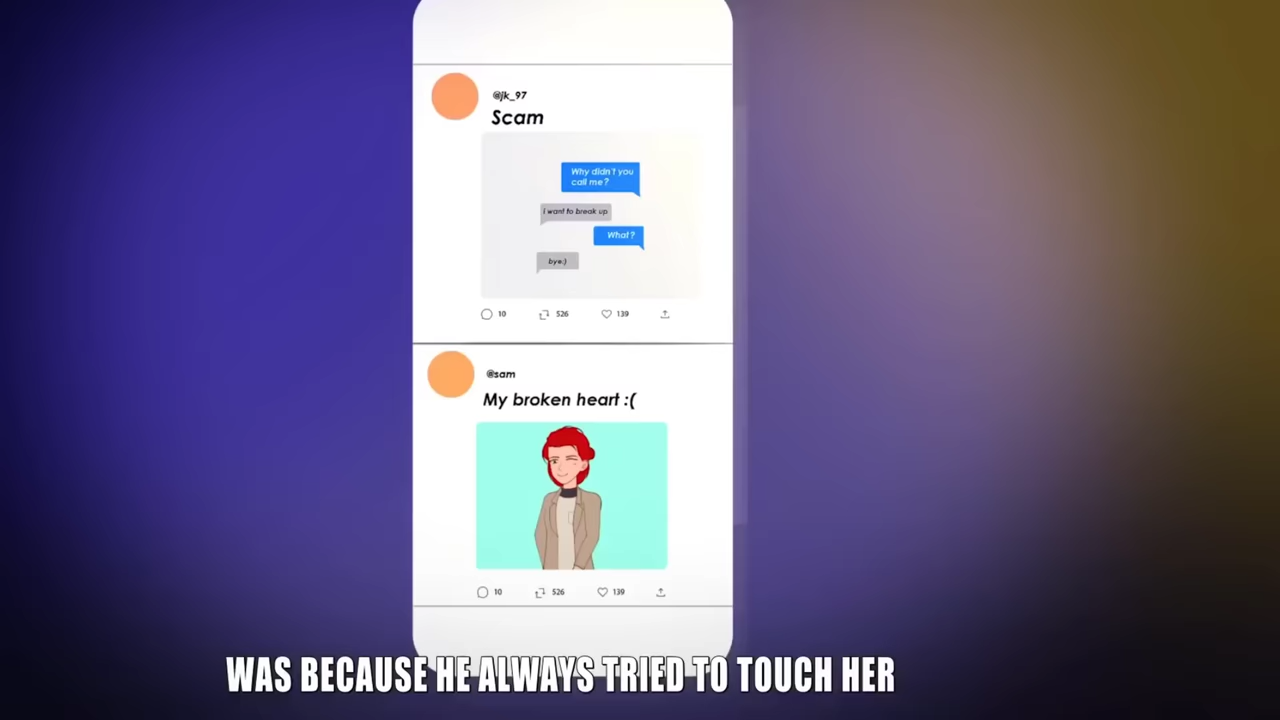 @jk_97
Scam
Why didn't you
call me?
i want to break up
What?
bye:)
10 526 139
@sam
My broken heart :(
10 526 139
WAS BECAUSE HE ALWAYS TRIED TO TOUCH HER